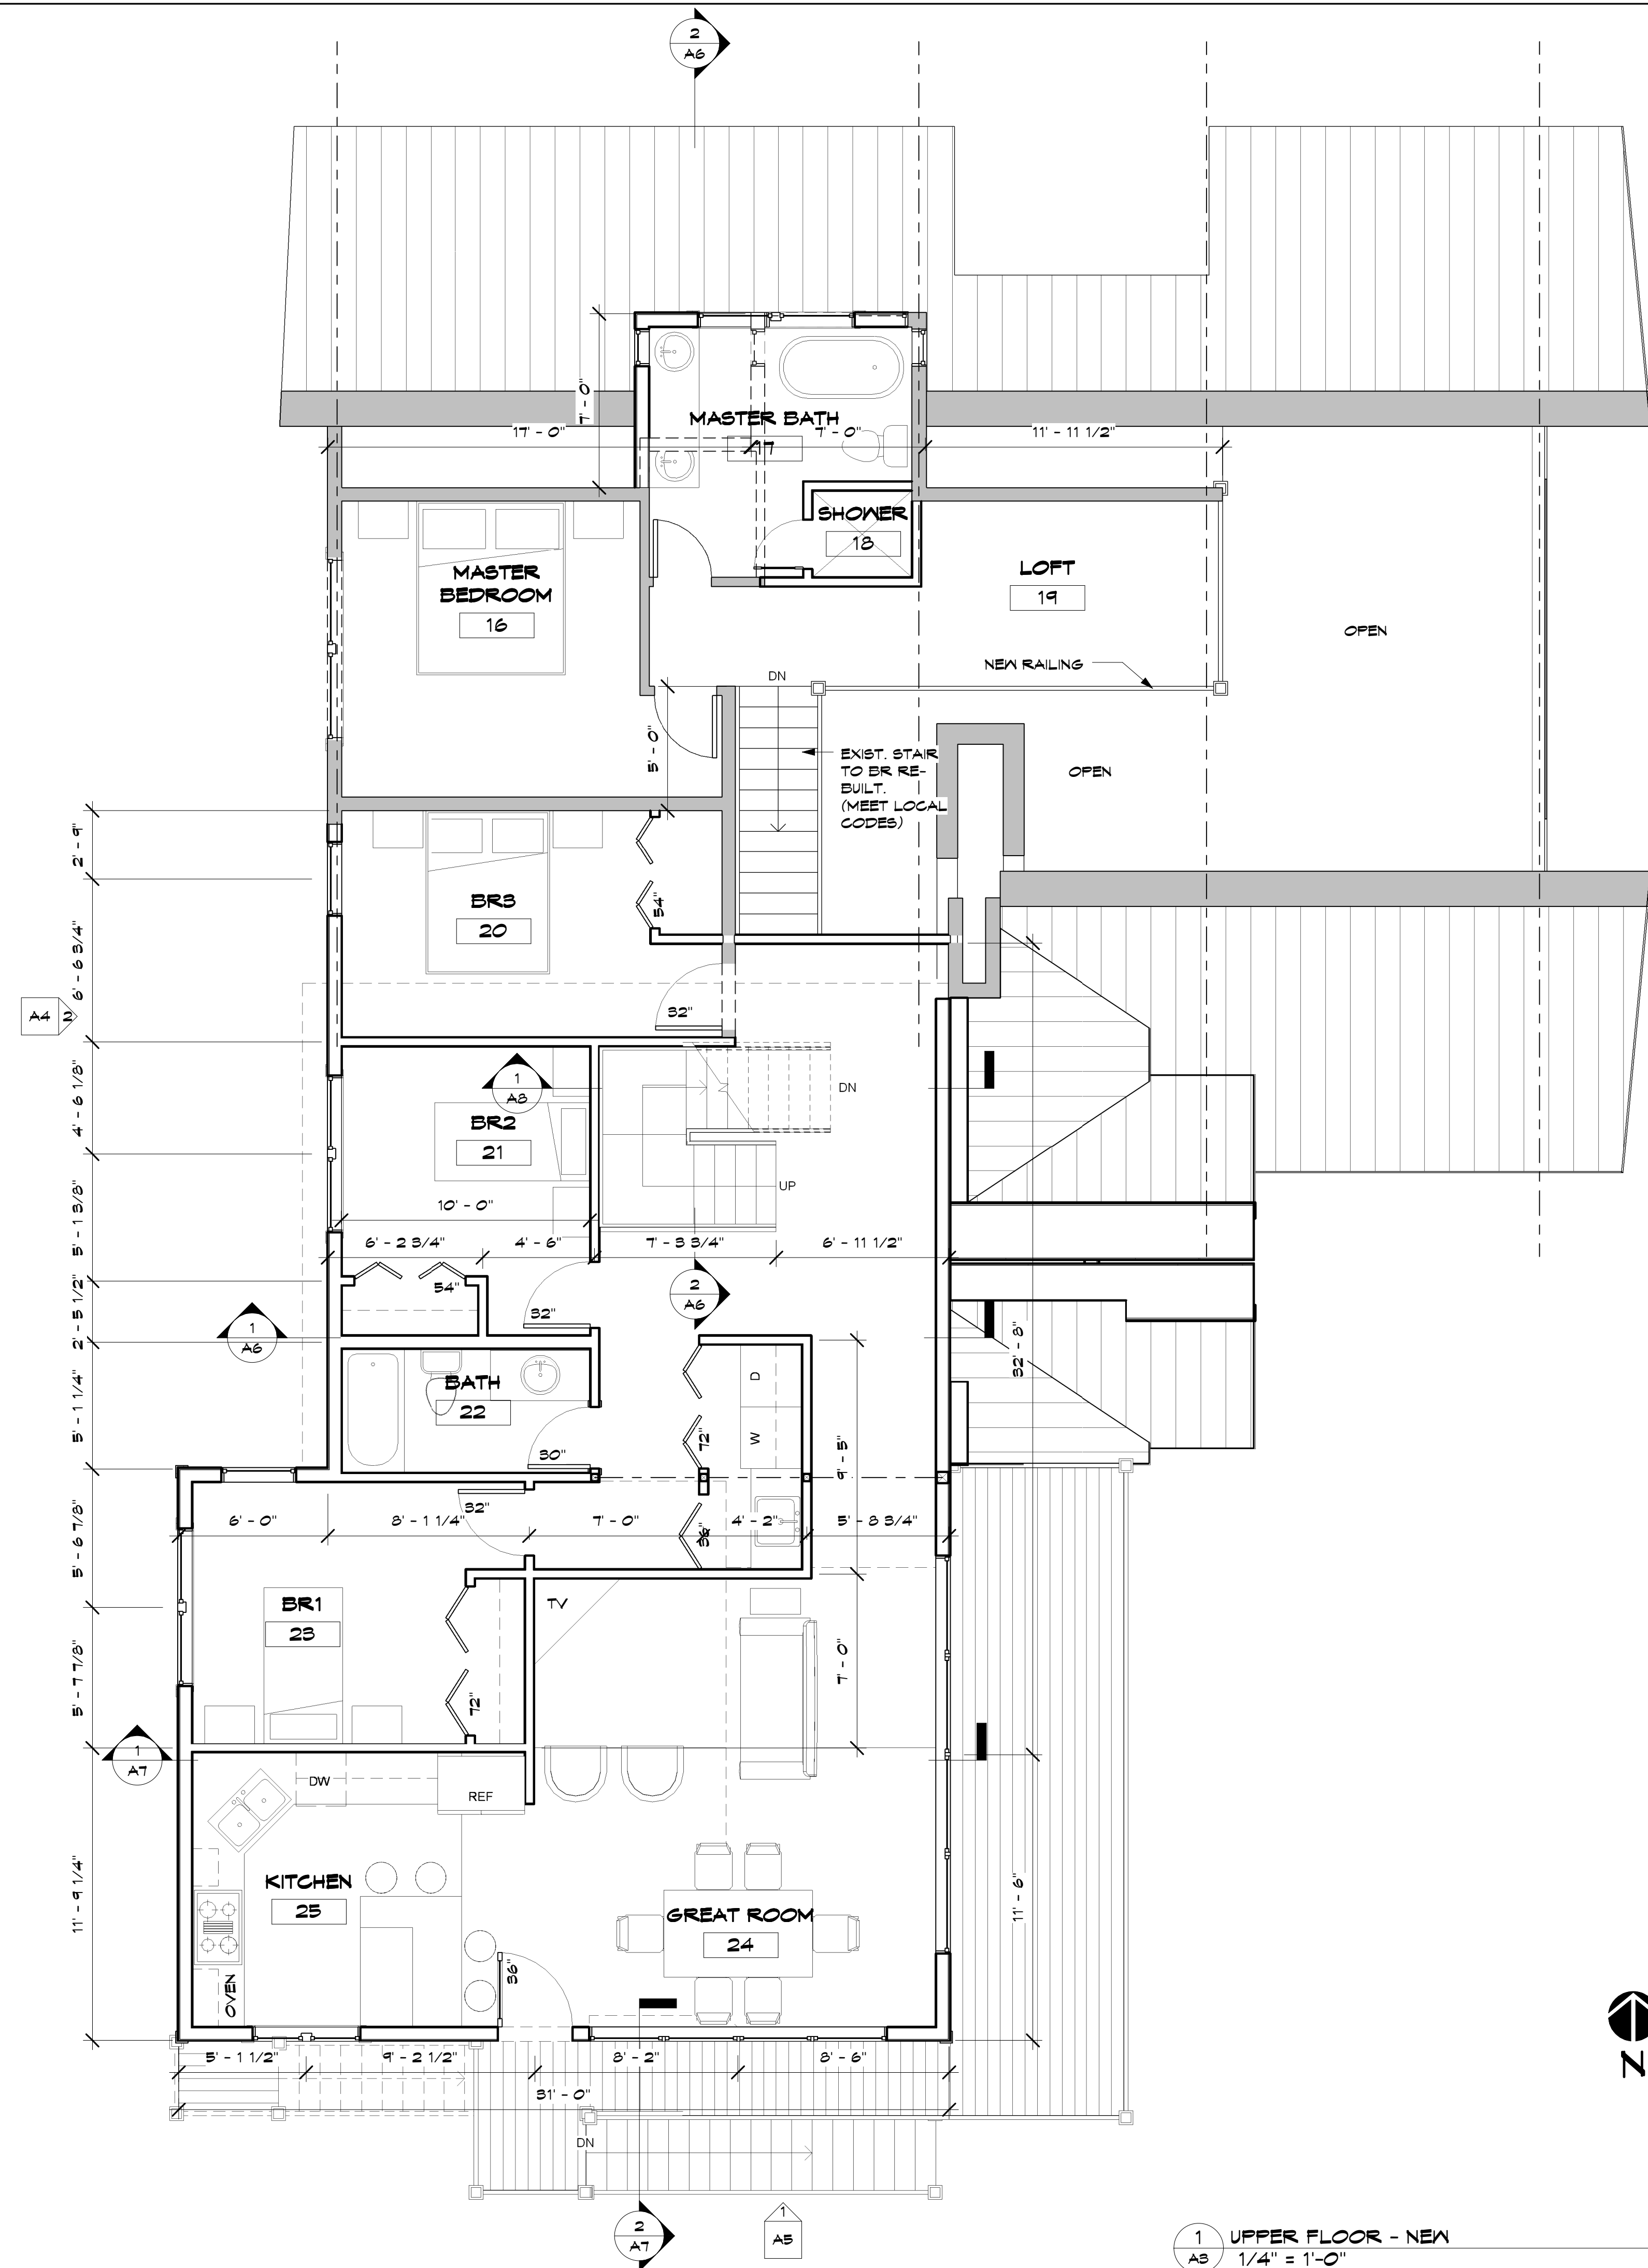 2
A6
7' - 0"
MASTER BATH
17
17' - 0"
7' - 0"
11' - 11 1/2"
SHOWER
18
MASTER
BEDROOM
16
LOFT
19
OPEN
NEW RAILING
DN
5' - 0"
EXIST. STAIR
TO BR RE-
BUILT.
(MEET LOCAL
CODES)
OPEN
2' - 9"
BR3
20
54"
6' - 6 3/4"
A4 2
32"
4' - 6 1/8"
1
A8
BR2
21
DN
UP
5' - 1 3/8"
10' - 0"
6' - 2 3/4"
4' - 6"
7' - 3 3/4"
6' - 11 1/2"
54"
2' - 5 1/2"
32"
2
A6
1
A6
32' - 8"
5' - 1 1/4"
BATH
22
30"
D
W
72"
9' - 5"
32"
5' - 6 7/8"
6' - 0"
8' - 1 1/4"
7' - 0"
36"
4' - 2"
5' - 8 3/4"
BR1
23
TV
72"
7' - 0"
5' - 7 7/8"
1
A7
DW
REF
11' - 9 1/4"
KITCHEN
25
OVEN
36"
GREAT ROOM
24
11' - 6"
N
5' - 1 1/2"
9' - 2 1/2"
8' - 2"
8' - 6"
31' - 0"
DN
2
A7
1
A5
1
A3
UPPER FLOOR - NEW
1/4" = 1'-0"